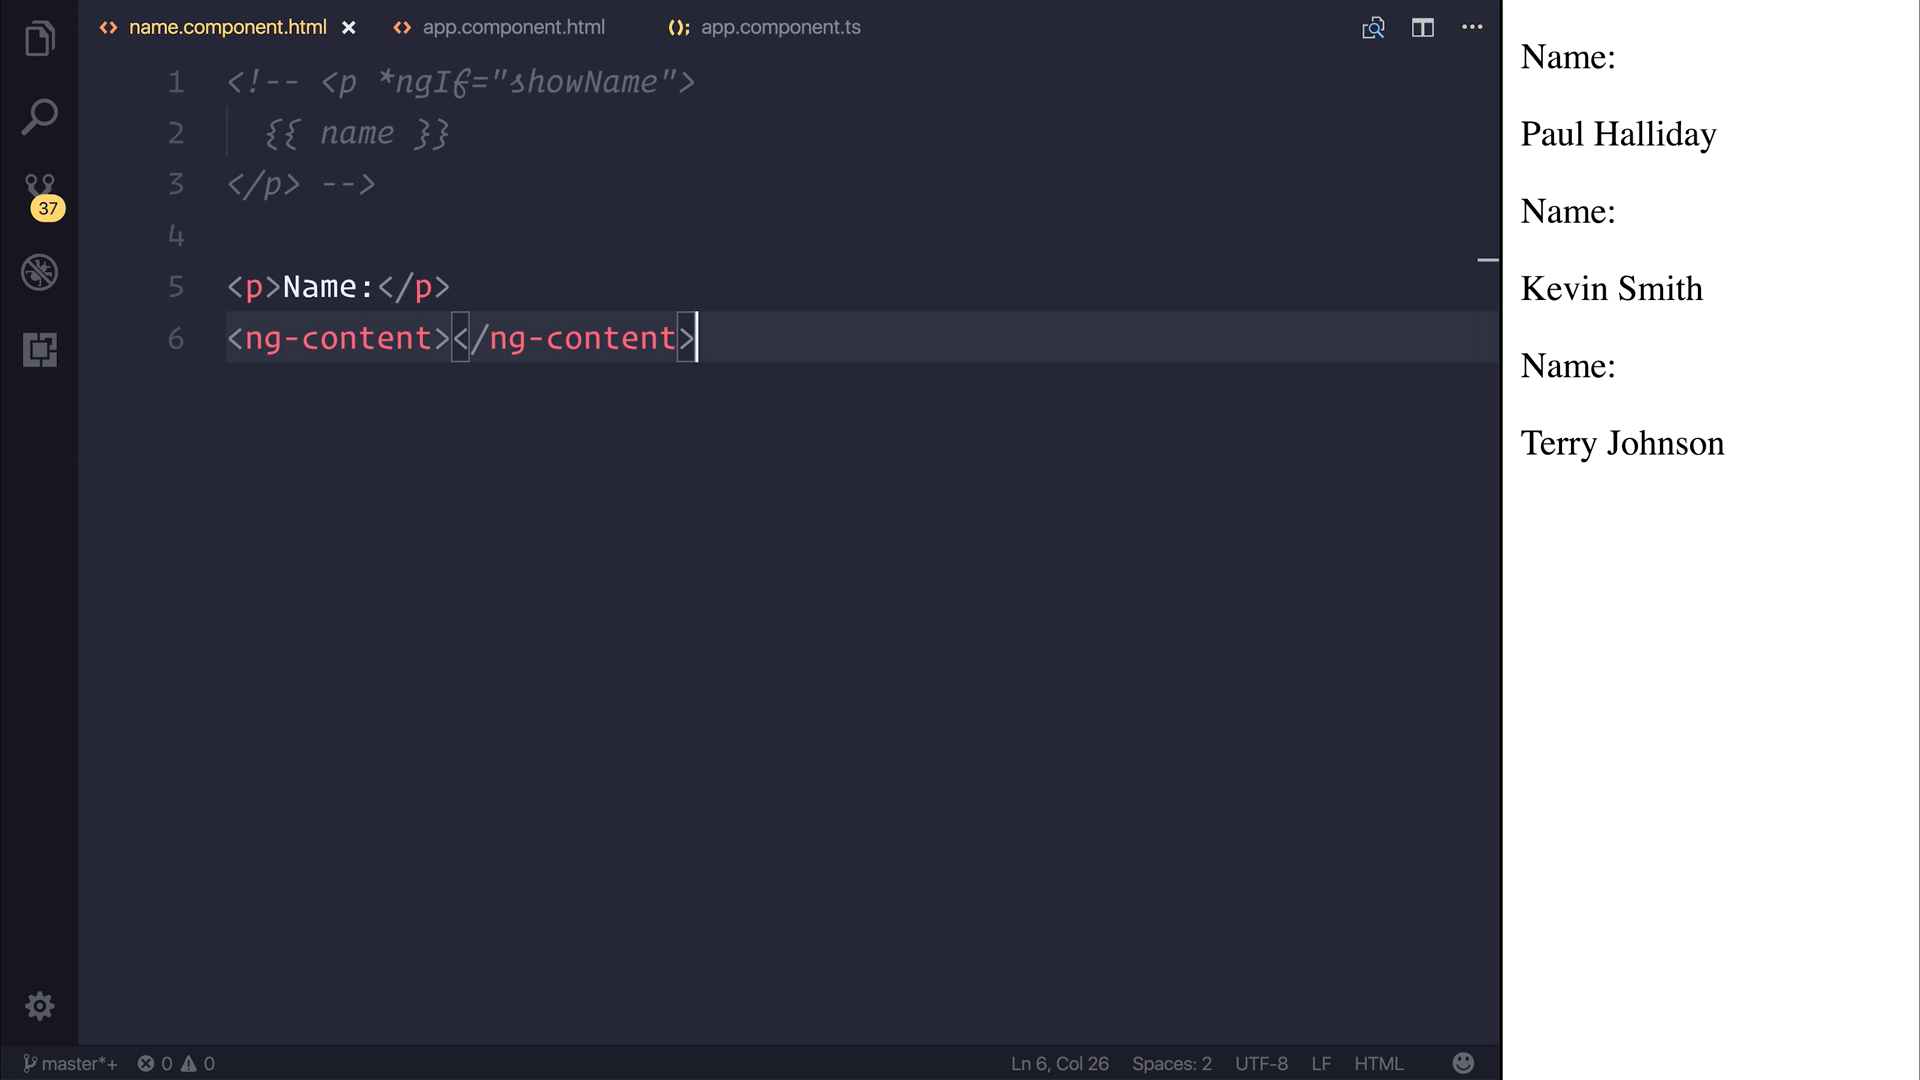 name.component.html
app.component.html
app.component.ts
1 <!-- <p *ngIf="showName">
2 {{ name }}
3 </p> -->
4
5 <p>Name:</p>
6 <ng-content></ng-content>
37
Name:
Paul Halliday
Name:
Kevin Smith
Name:
Terry Johnson
master*+ 0 0
Ln 6, Col 26 Spaces: 2 UTF-8 LF HTML